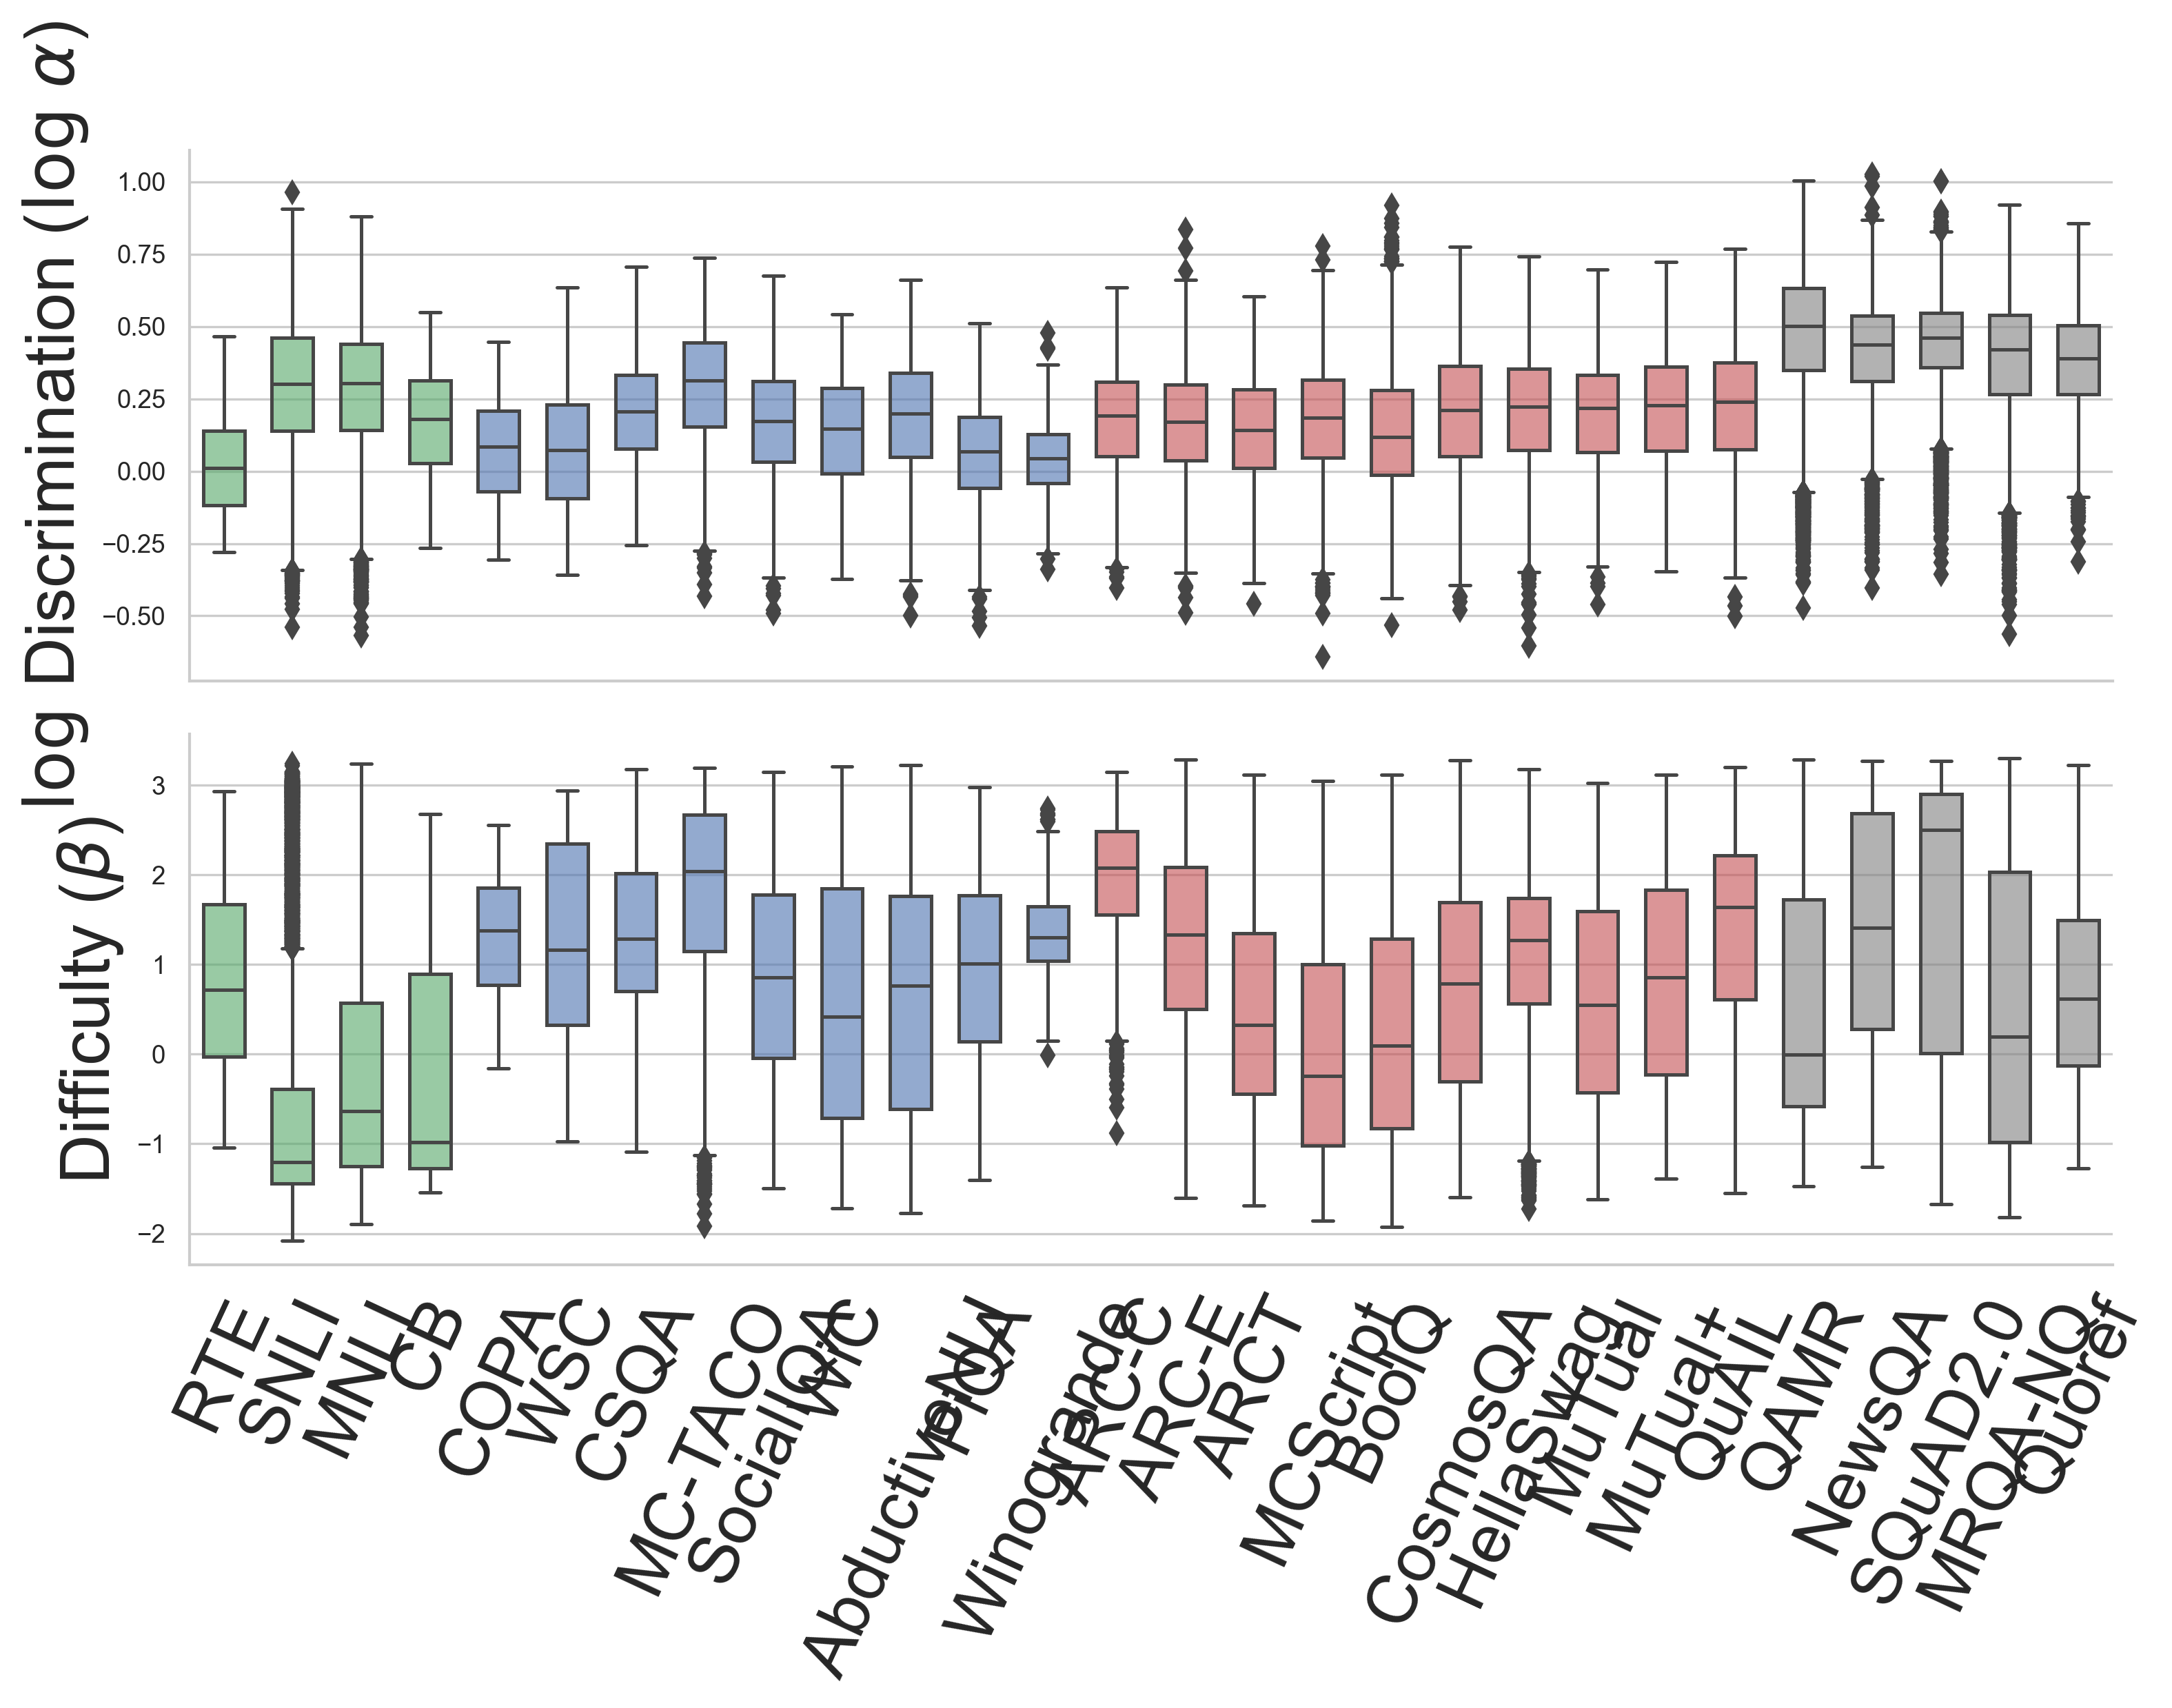 log Discrimination (log α)
1.00
0.75
0.50
0.25
0.00
−0.25
−0.50
Difficulty (β)
3
2
1
0
−1
−2
RTE
SNLI
MNLI
CB
COPA
WSC
CSQA
MC-TACO
SocialIQA
WiC
AbductiveNLI
PIQA
Winogrande
ARC-C
ARC-E
ARCT
MCScript
BoolQ
CosmosQA
HellaSwag
MuTual
MuTual+
QuAIL
QAMR
NewsQA
SQuAD2.0
MRQA-NQ
Quoref